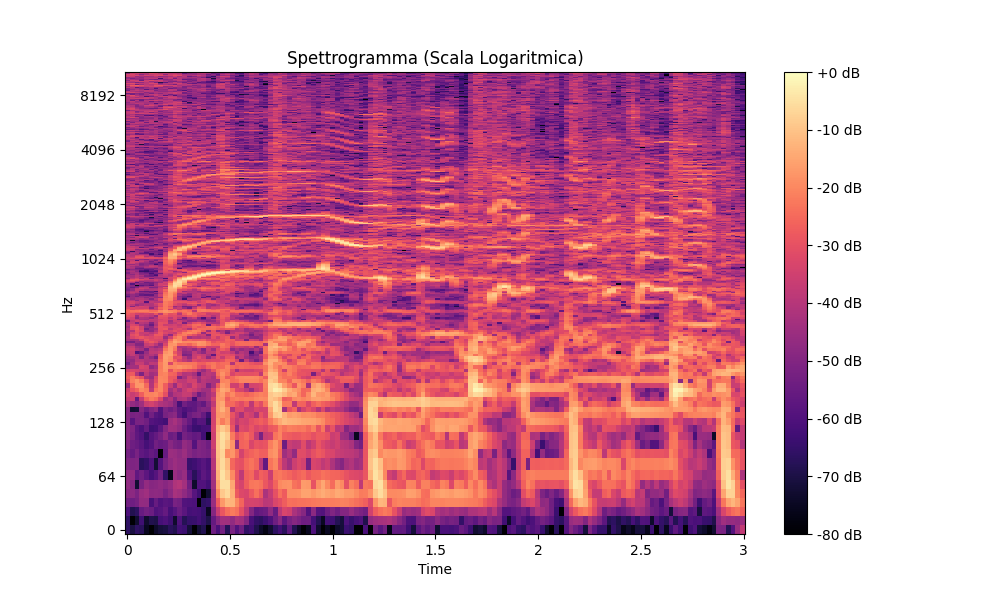 Spettrogramma (Scala Logaritmica)
Hz
8192
4096
2048
1024
512
256
128
64
0
0
0.5
1
1.5
2
2.5
3
Time
+0 dB
-10 dB
-20 dB
-30 dB
-40 dB
-50 dB
-60 dB
-70 dB
-80 dB